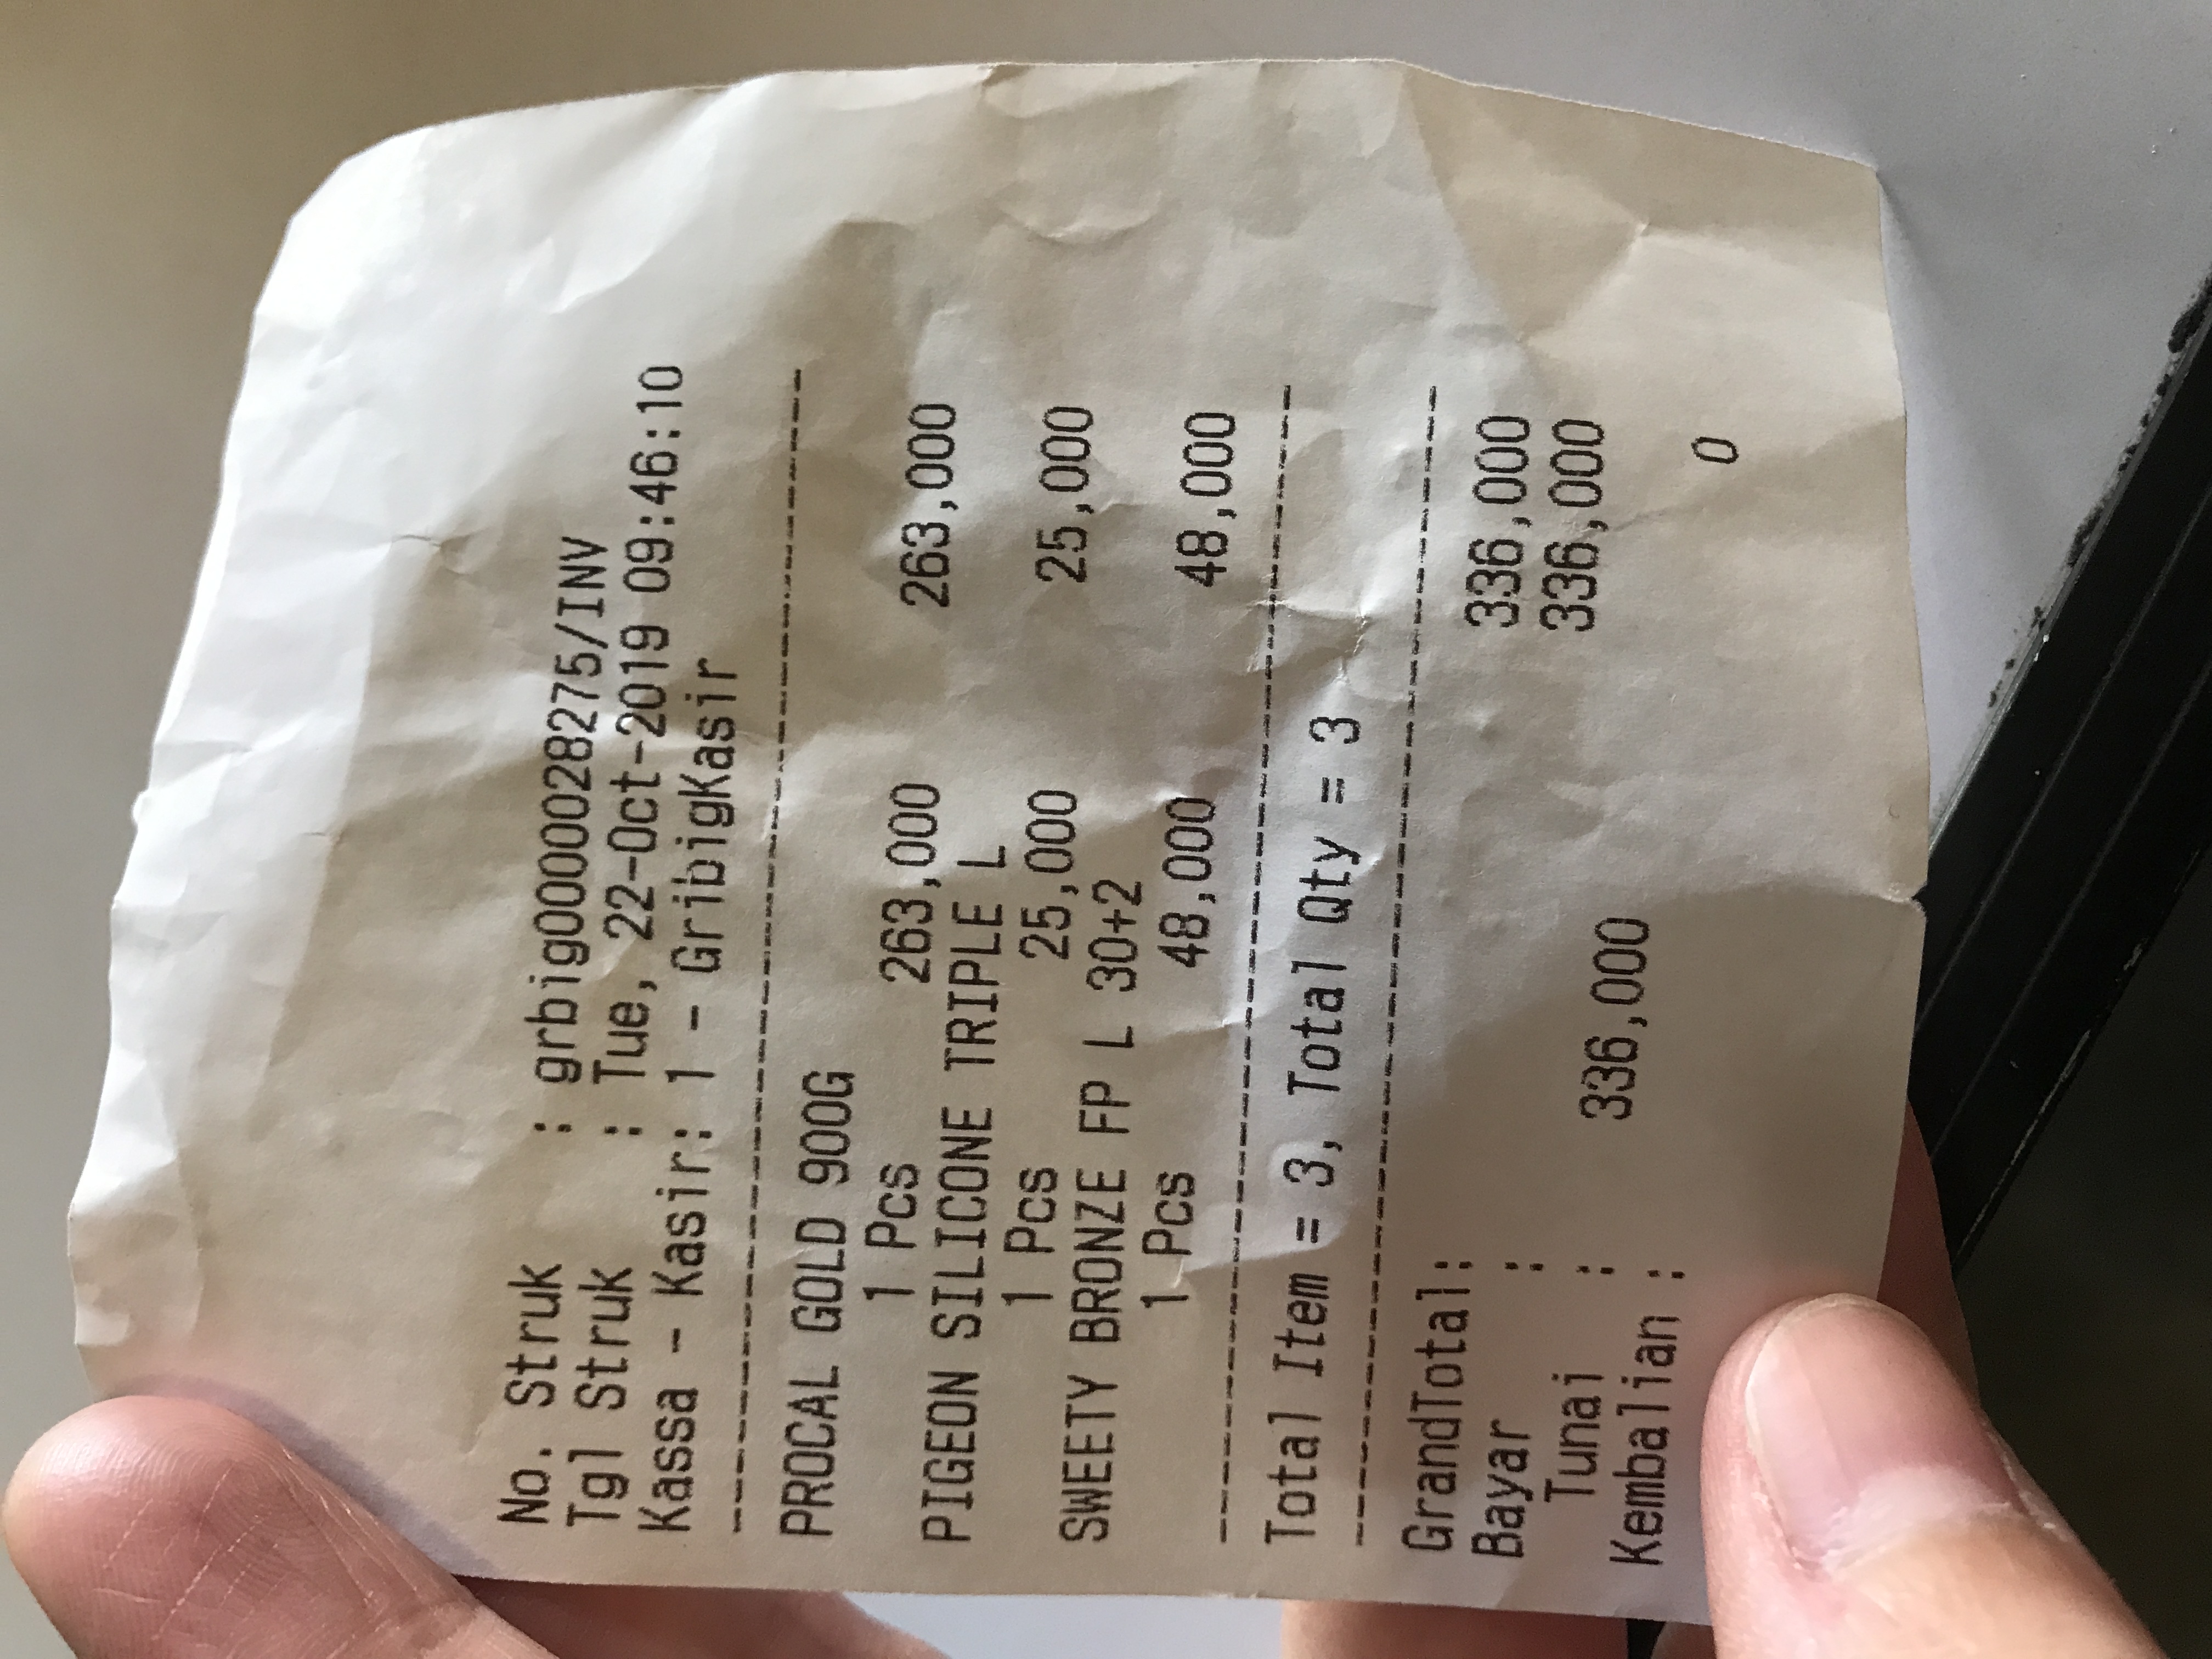 No. Struk : grbig0000028275/INV
Tgl Struk : Tue, 22-Oct-2019 09:46:10
Kassa - Kasir: 1 - GribigKasir
PROCAL GOLD 900G
1 Pcs 263,000 263,000
PIGEON SILICONE TRIPLE L
1 Pcs 25,000 25,000
SWEETY BRONZE FP L 30+2
1 Pcs 48,000 48,000
Total Item = 3, Total Qty = 3
GrandTotal: 336,000
Bayar : 336,000
Tunai : 336,000
Kembalian : 0